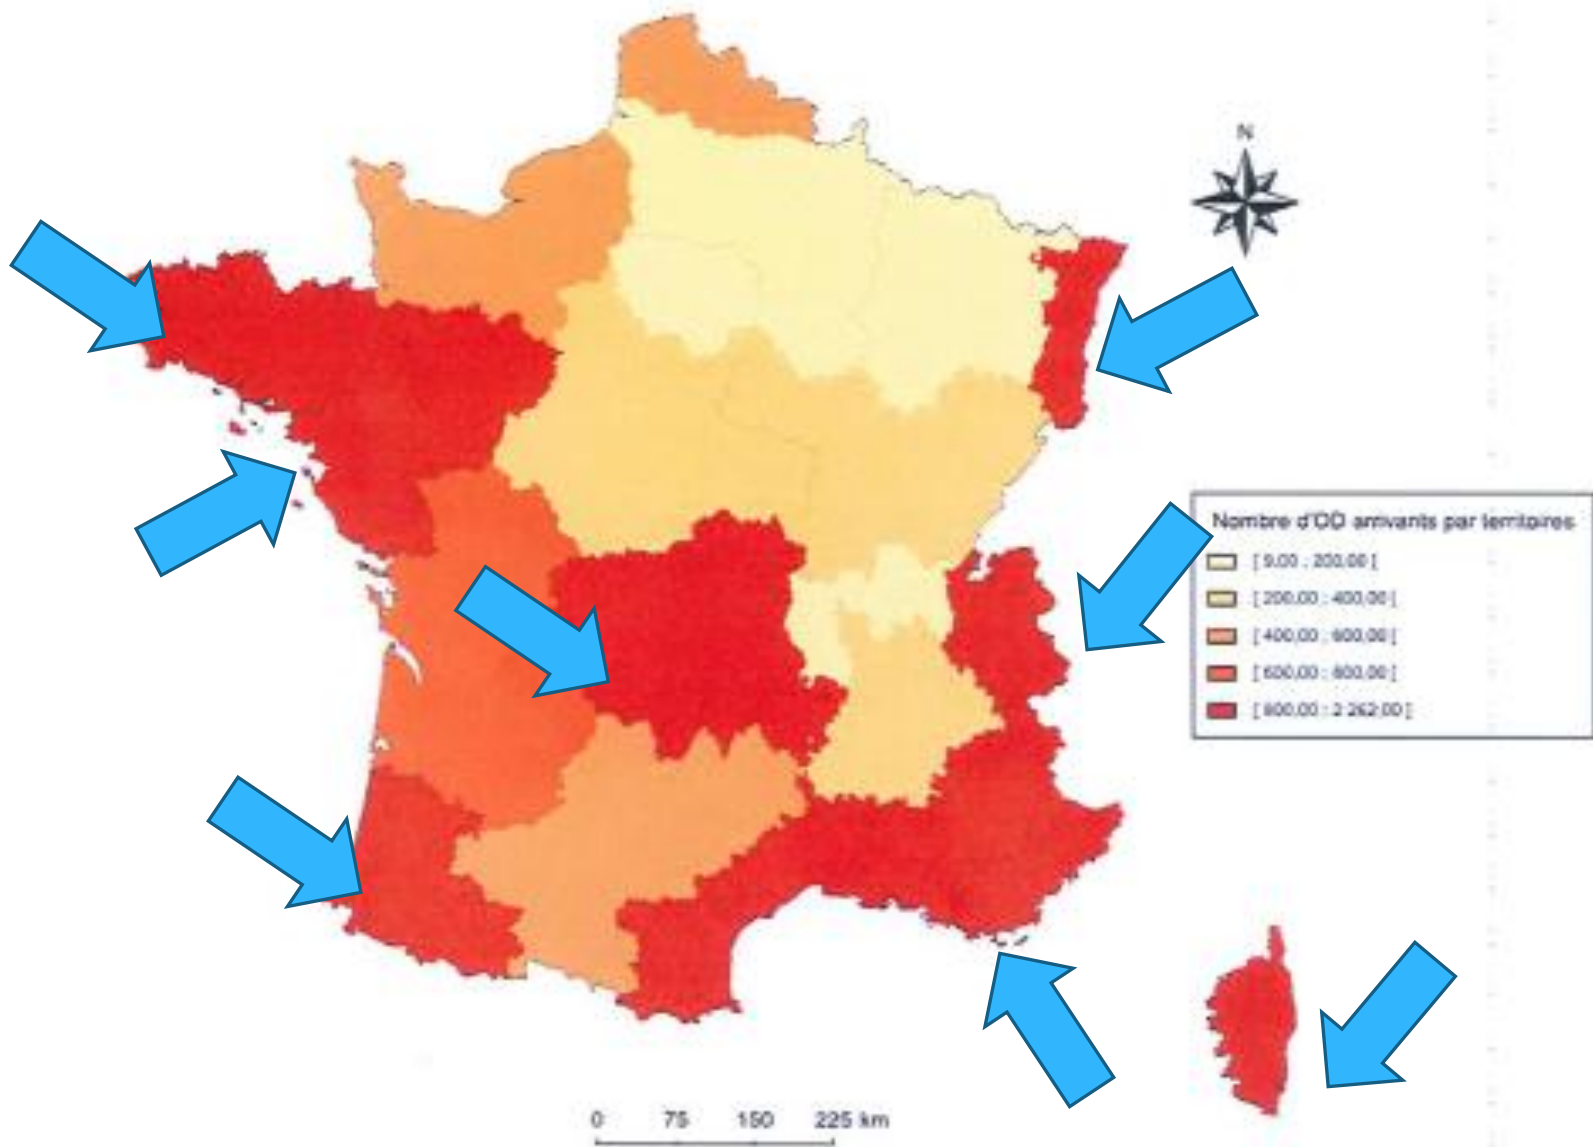 N
Nombre d'OD arrivants par territoires
[ 9,00 ; 200,00 [
[ 200,00 ; 400,00 [
[ 400,00 ; 600,00 [
[ 600,00 ; 800,00 [
[ 800,00 ; 2 262,00 ]
0 75 150 225 km